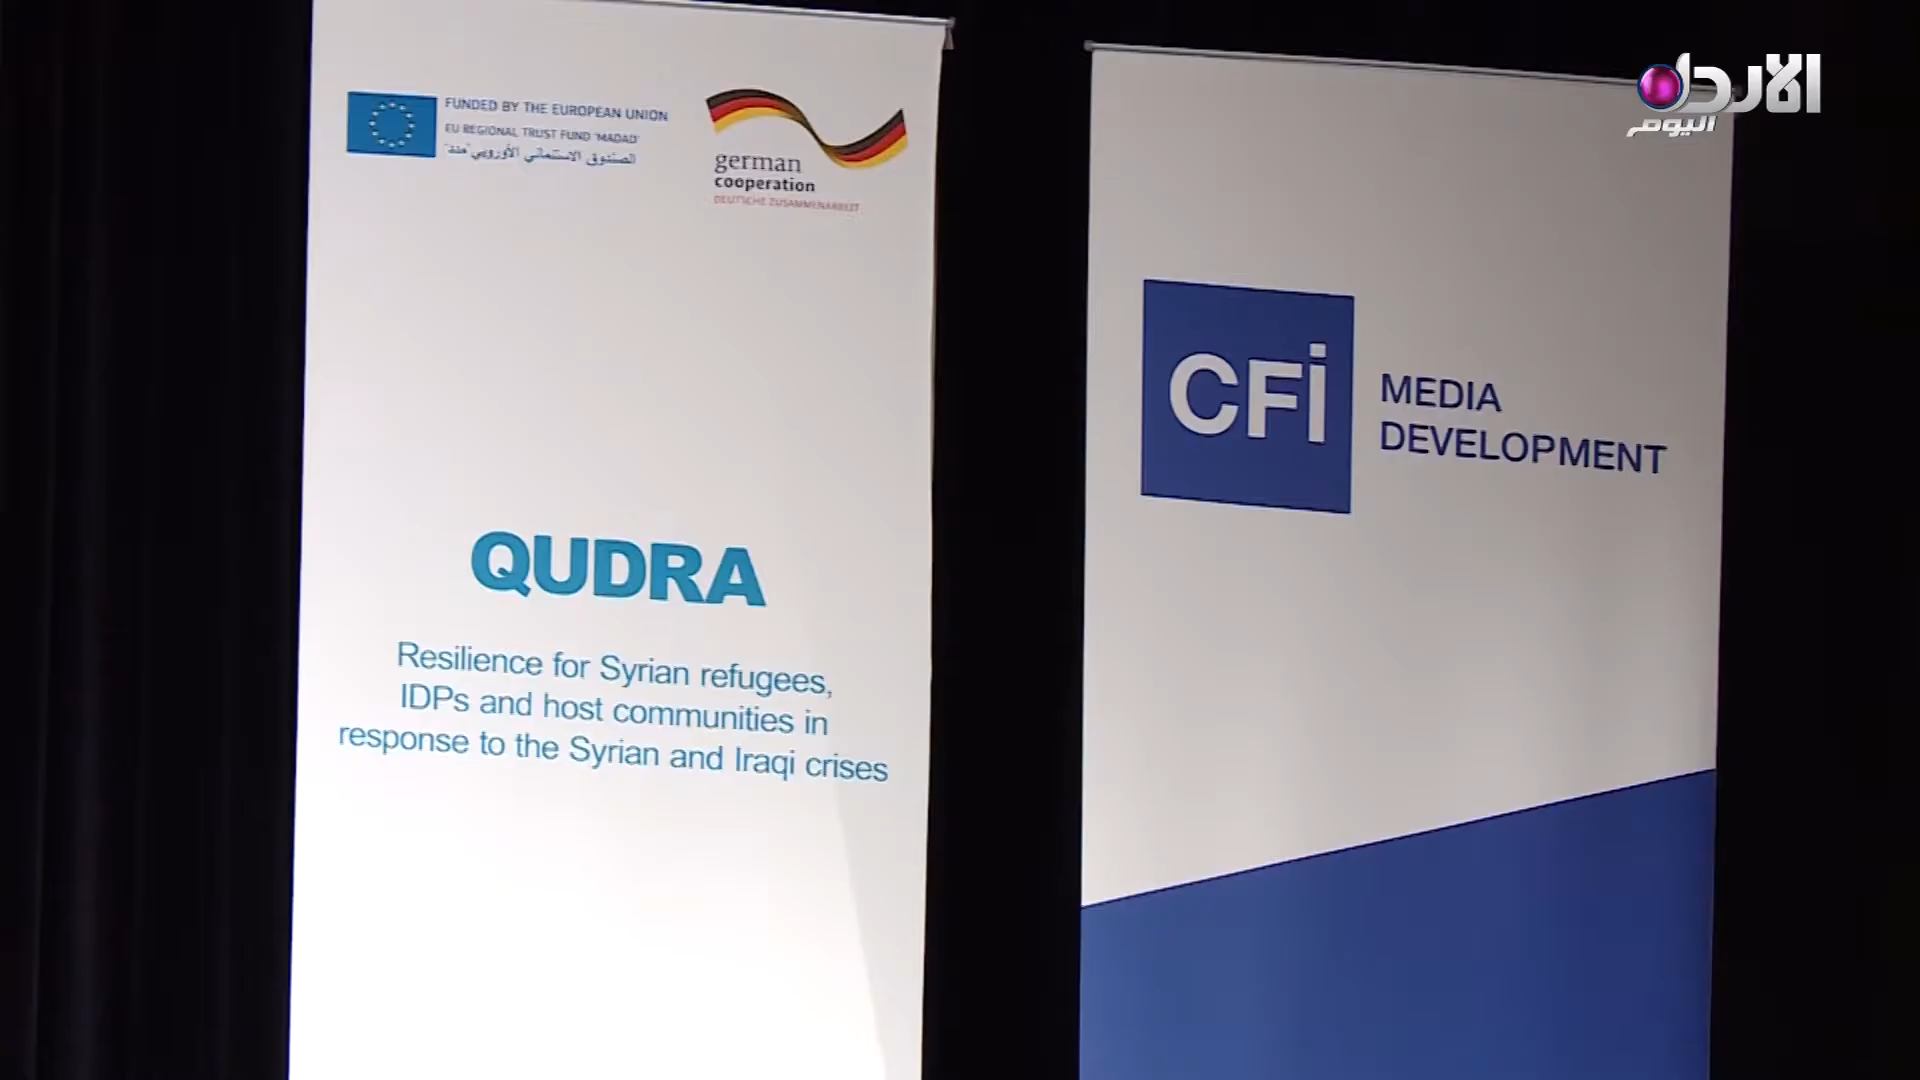 FUNDED BY THE EUROPEAN UNION
EU REGIONAL TRUST FUND 'MADAD'
الصندوق الاستئماني الأوروبي "مدد"
german
cooperation
DEUTSCHE ZUSAMMENARBEIT
QUDRA
Resilience for Syrian refugees,
IDPs and host communities in
response to the Syrian and Iraqi crises
CFI
MEDIA
DEVELOPMENT
الاردن
اليوم